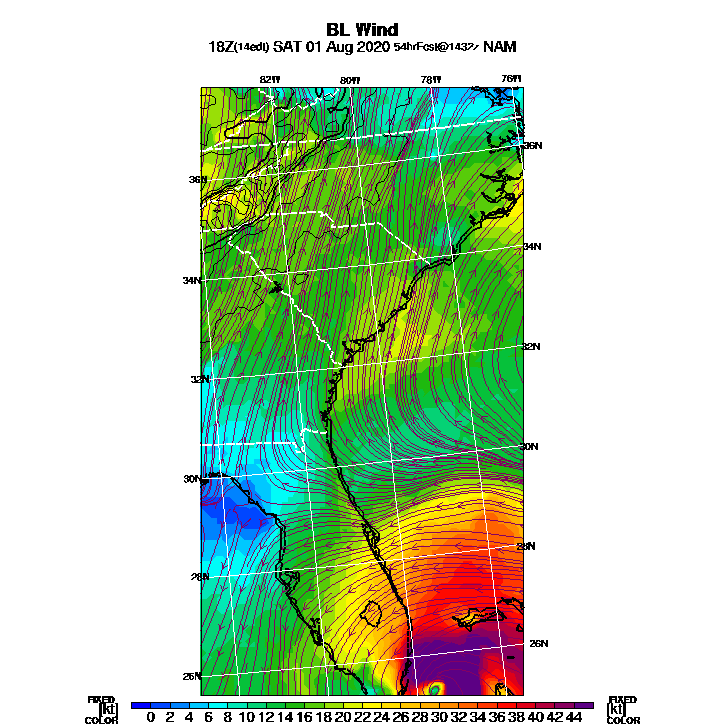 BL Wind
18Z(14edt) SAT 01 Aug 2020 54hrFcst@1432z NAM
82W 80W 78W 76W
36N
36N
34N
34N
32N
32N
30N
30N
28N
28N
26N
26N
FIXED
[kt]
COLOR
0 2 4 6 8 10 12 14 16 18 20 22 24 26 28 30 32 34 36 38 40 42 44
FIXED
[kt]
COLOR